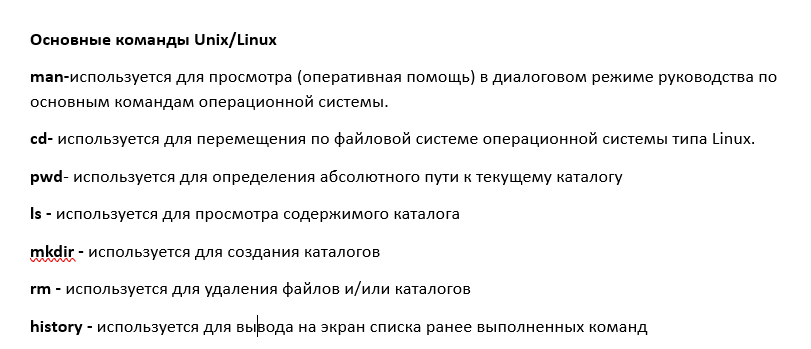 Основные команды Unix/Linux
man-используется для просмотра (оперативная помощь) в диалоговом режиме руководства по
основным командам операционной системы.
cd- используется для перемещения по файловой системе операционной системы типа Linux.
pwd- используется для определения абсолютного пути к текущему каталогу
ls - используется для просмотра содержимого каталога
mkdir - используется для создания каталогов
rm - используется для удаления файлов и/или каталогов
history - используется для вывода на экран списка ранее выполненных команд